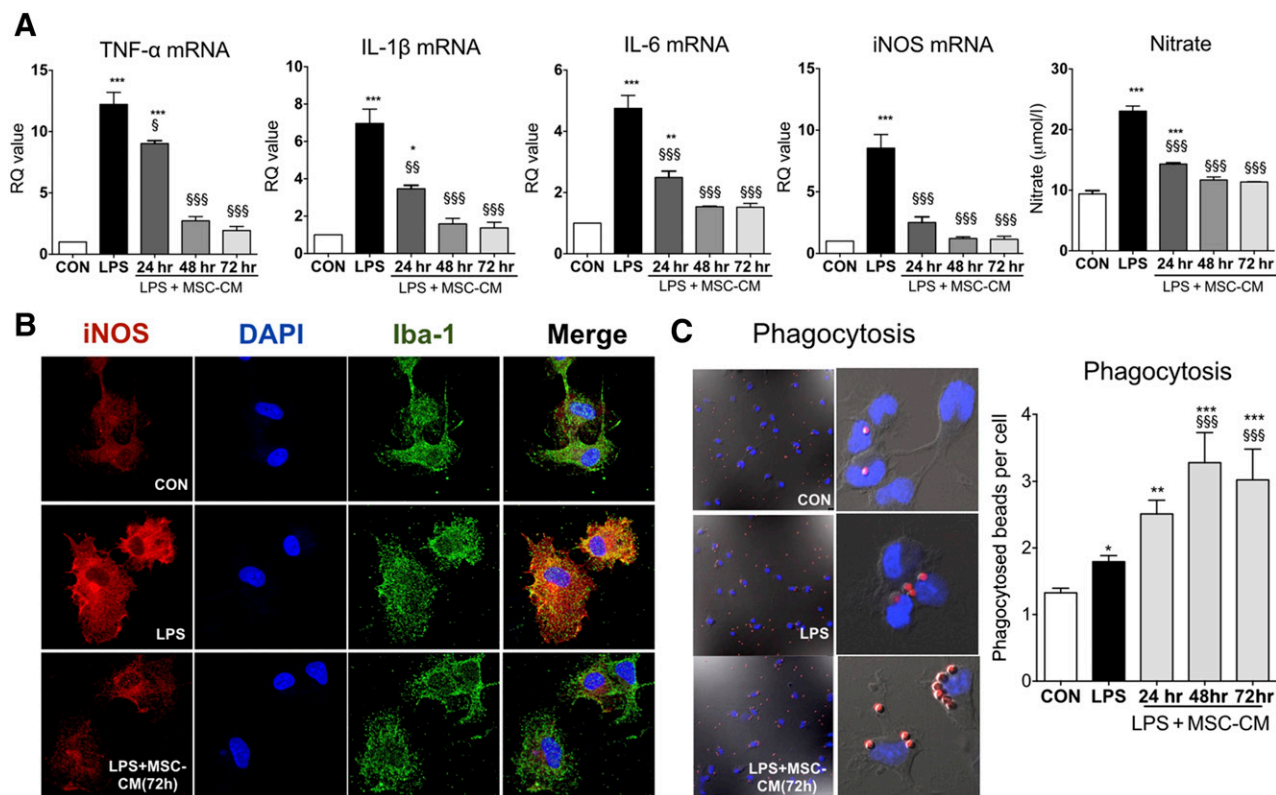 A
TNF-α mRNA
RQ value
15
10
5
0
***
***
§
§§§
§§§
CON
LPS
24 hr
48 hr
72 hr
LPS + MSC-CM
IL-1β mRNA
RQ value
10
8
6
4
2
0
***
*
§§
§§§
§§§
CON
LPS
24 hr
48 hr
72 hr
LPS + MSC-CM
IL-6 mRNA
RQ value
6
4
2
0
***
**
§§§
§§§
§§§
CON
LPS
24 hr
48 hr
72 hr
LPS + MSC-CM
iNOS mRNA
RQ value
15
10
5
0
***
§§§
§§§
§§§
CON
LPS
24 hr
48 hr
72 hr
LPS + MSC-CM
Nitrate
Nitrate (μmol/l)
30
20
10
0
***
***
§§§
§§§
§§§
CON
LPS
24 hr
48 hr
72 hr
LPS + MSC-CM
B
iNOS
DAPI
Iba-1
Merge
CON
LPS
LPS+MSC-
CM(72h)
C
Phagocytosis
CON
LPS
LPS+MSC-
CM(72h)
Phagocytosis
Phagocytosed beads per cell
4
3
2
1
0
*
**
***
§§§
***
§§§
CON
LPS
24 hr
48hr
72hr
LPS + MSC-CM